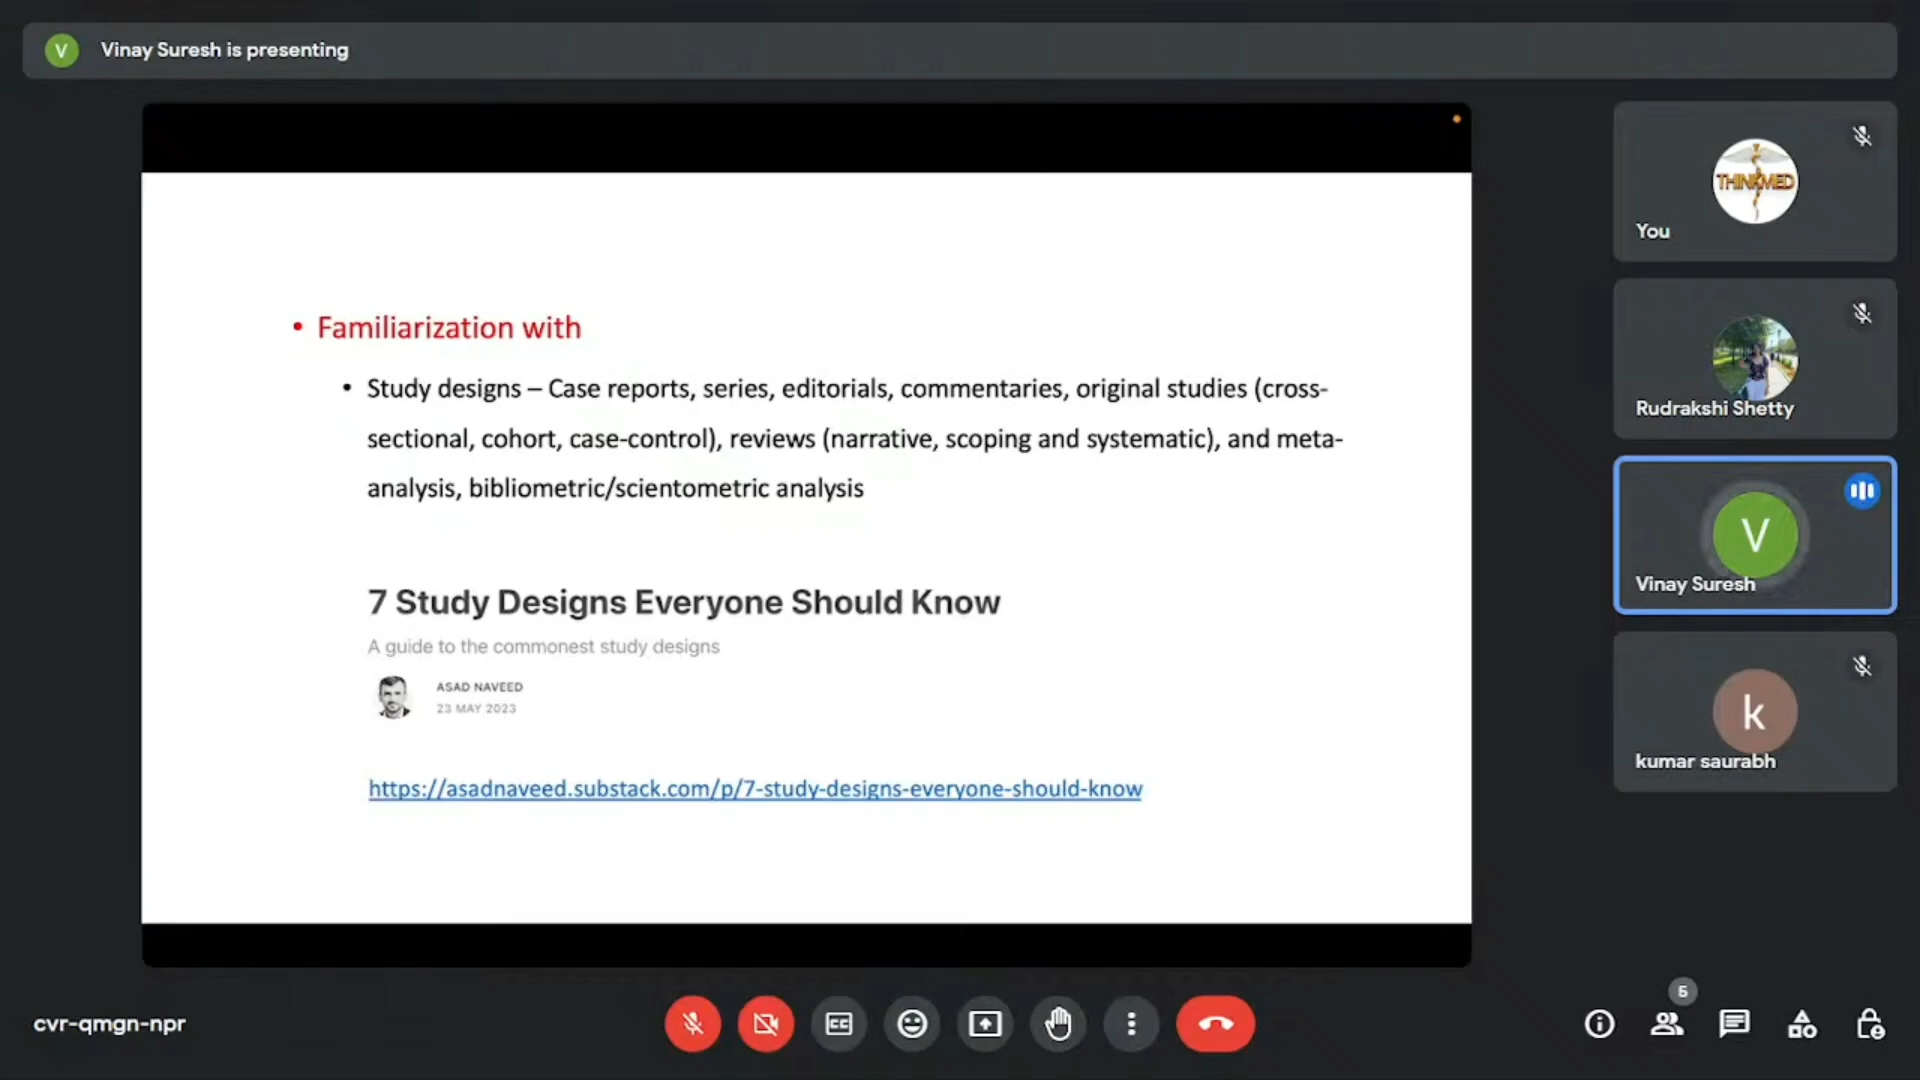 V Vinay Suresh is presenting
• Familiarization with
• Study designs – Case reports, series, editorials, commentaries, original studies (cross-
sectional, cohort, case-control), reviews (narrative, scoping and systematic), and meta-
analysis, bibliometric/scientometric analysis
7 Study Designs Everyone Should Know
A guide to the commonest study designs
ASAD NAVEED
23 MAY 2023
https://asadnaveed.substack.com/p/7-study-designs-everyone-should-know
THINKMED
You
Rudrakshi Shetty
V
Vinay Suresh
k
kumar saurabh
cvr-qmgn-npr
CC
5